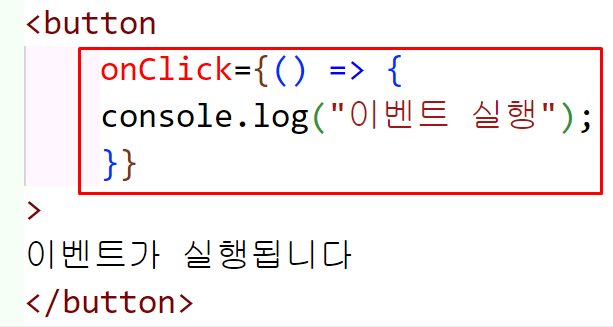 <button
onClick={() => {
console.log("이벤트 실행");
}}
>
이벤트가 실행됩니다
</button>